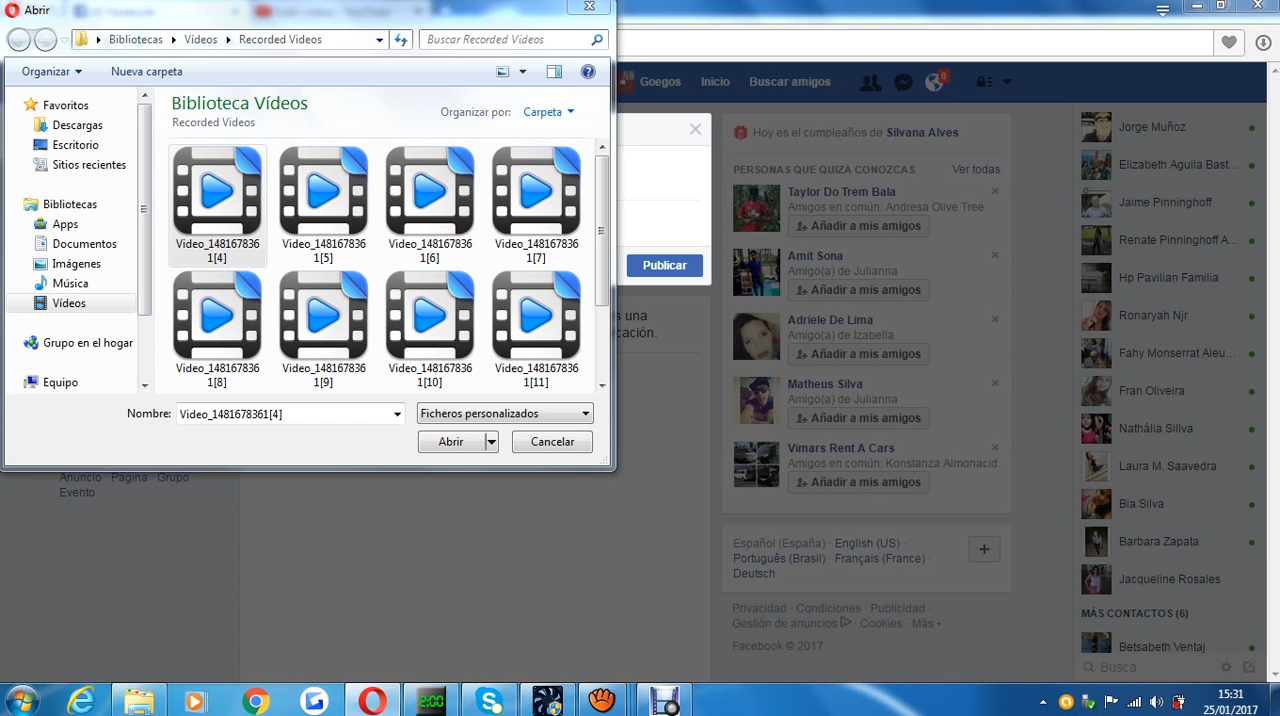 Abrir
Bibliotecas
Vídeos
Recorded Videos
Buscar Recorded Videos
Organizar
Nueva carpeta
Favoritos
Descargas
Escritorio
Sitios recientes
Bibliotecas
Apps
Documentos
Imágenes
Música
Vídeos
Grupo en el hogar
Equipo
Biblioteca Vídeos
Recorded Videos
Organizar por: Carpeta
Video_148167836
1[4]
Video_148167836
1[5]
Video_148167836
1[6]
Video_148167836
1[7]
Video_148167836
1[8]
Video_148167836
1[9]
Video_148167836
1[10]
Video_148167836
1[11]
Nombre: Video_1481678361[4]
Ficheros personalizados
Abrir
Cancelar
Anuncio · Página · Grupo
Evento
Goegos
Inicio
Buscar amigos
8
Publicar
s una
cación.
Hoy es el cumpleaños de Silvana Alves
PERSONAS QUE QUIZA CONOZCAS
Ver todas
Taylor Do Trem Bala
Amigos en común: Andresa Olive Tree.
Añadir a mis amigos
Amit Sona
Amigo(a) de Julianna
Añadir a mis amigos
Adriele De Lima
Amigo(a) de Izabella
Añadir a mis amigos
Matheus Silva
Amigo(a) de Julianna
Añadir a mis amigos
Vimars Rent A Cars
Amigos en común: Konstanza Almonacid.
Añadir a mis amigos
Español (España) · English (US) ·
Português (Brasil) · Français (France) ·
Deutsch
Privacidad · Condiciones · Publicidad ·
Gestión de anuncios · Cookies · Más
Facebook © 2017
Jorge Muñoz
Elizabeth Aguila Bast...
Jaime Pinninghoff
Renate Pinninghoff A...
Hp Pavilian Familia
Ronaryah Njr
Fahy Monserrat Aleu...
Fran Oliveira
Nathália Sillva
Laura M. Saavedra
Bia Silva
Barbara Zapata
Jacqueline Rosales
MÁS CONTACTOS (6)
Betsabeth Ventaj
Busca
2:00
15:31
25/01/2017